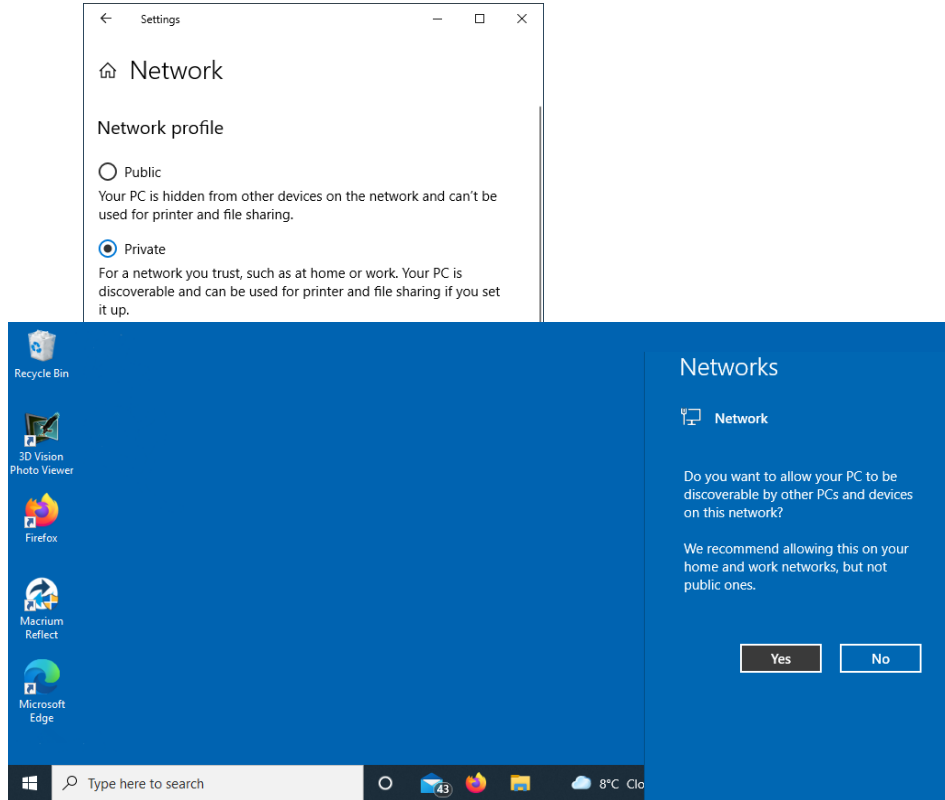 Settings
Network
Network profile
Public
Your PC is hidden from other devices on the network and can't be
used for printer and file sharing.
Private
For a network you trust, such as at home or work. Your PC is
discoverable and can be used for printer and file sharing if you set
it up.
Recycle Bin
3D Vision
Photo Viewer
Firefox
Macrium
Reflect
Microsoft
Edge
Networks
Network
Do you want to allow your PC to be
discoverable by other PCs and devices
on this network?
We recommend allowing this on your
home and work networks, but not
public ones.
Yes
No
Type here to search
43
8°C Clo